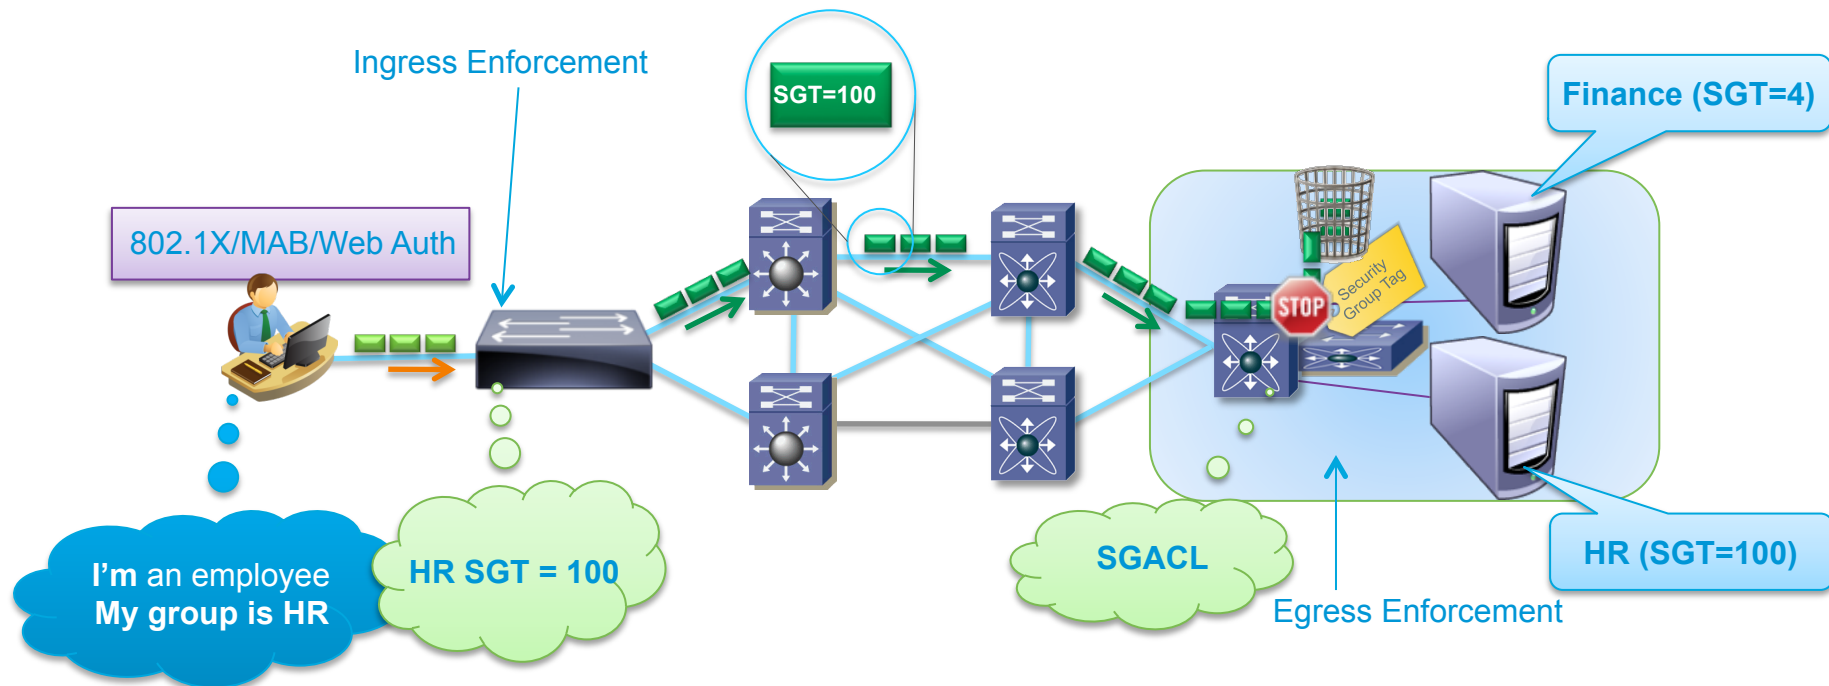 Ingress Enforcement
SGT=100
Finance (SGT=4)
802.1X/MAB/Web Auth
STOP
Security
Group Tag
I'm an employee
My group is HR
HR SGT = 100
SGACL
HR (SGT=100)
Egress Enforcement